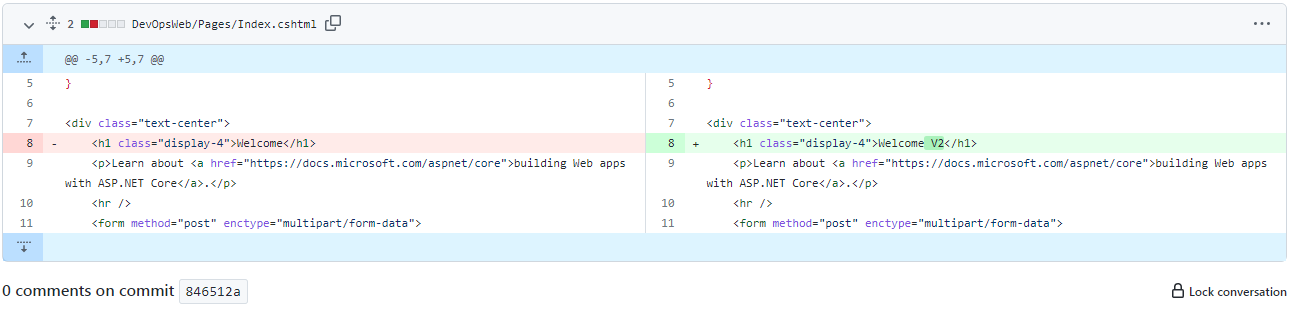 2 DevOpsWeb/Pages/Index.cshtml
@@ -5,7 +5,7 @@
5 }
6
7 <div class="text-center">
8 - <h1 class="display-4">Welcome</h1>
9 <p>Learn about <a href="https://docs.microsoft.com/aspnet/core">building Web apps
with ASP.NET Core</a>.</p>
10 <hr />
11 <form method="post" enctype="multipart/form-data">
5 }
6
7 <div class="text-center">
8 + <h1 class="display-4">Welcome V2</h1>
9 <p>Learn about <a href="https://docs.microsoft.com/aspnet/core">building Web apps
with ASP.NET Core</a>.</p>
10 <hr />
11 <form method="post" enctype="multipart/form-data">
0 comments on commit 846512a
Lock conversation